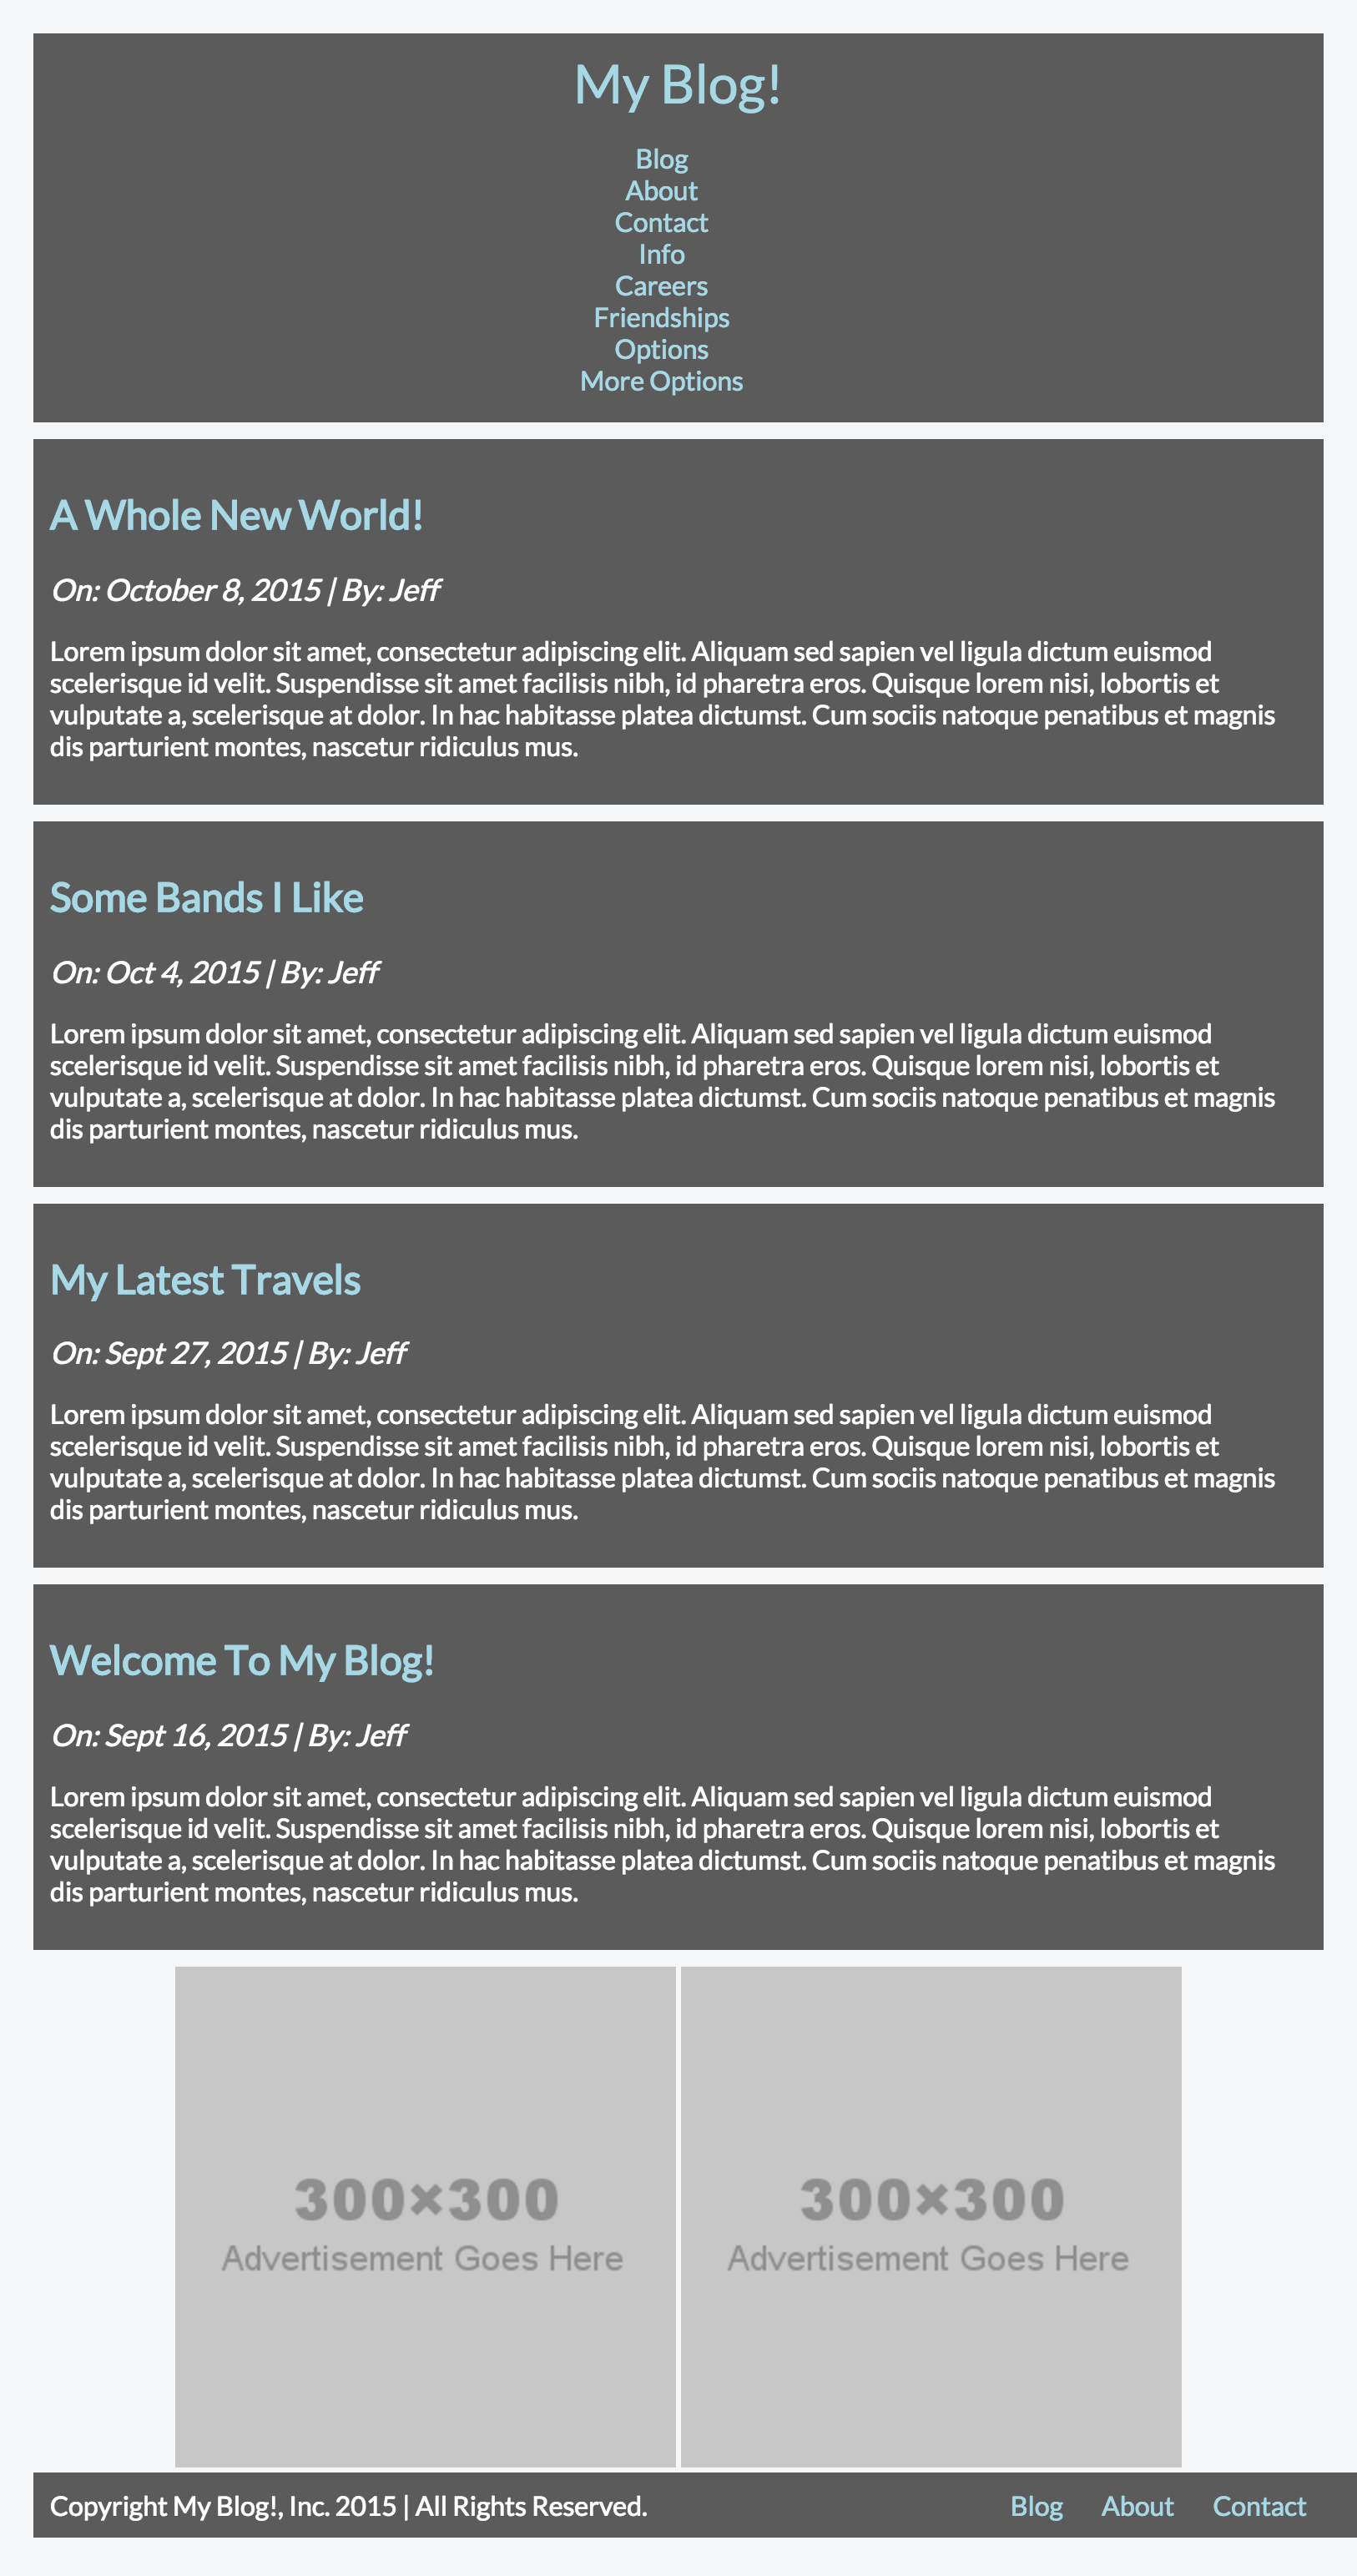 My Blog!
Blog
About
Contact
Info
Careers
Friendships
Options
More Options
A Whole New World!
On: October 8, 2015 | By: Jeff
Lorem ipsum dolor sit amet, consectetur adipiscing elit. Aliquam sed sapien vel ligula dictum euismod
scelerisque id velit. Suspendisse sit amet facilisis nibh, id pharetra eros. Quisque lorem nisi, lobortis et
vulputate a, scelerisque at dolor. In hac habitasse platea dictumst. Cum sociis natoque penatibus et magnis
dis parturient montes, nascetur ridiculus mus.
Some Bands I Like
On: Oct 4, 2015 | By: Jeff
Lorem ipsum dolor sit amet, consectetur adipiscing elit. Aliquam sed sapien vel ligula dictum euismod
scelerisque id velit. Suspendisse sit amet facilisis nibh, id pharetra eros. Quisque lorem nisi, lobortis et
vulputate a, scelerisque at dolor. In hac habitasse platea dictumst. Cum sociis natoque penatibus et magnis
dis parturient montes, nascetur ridiculus mus.
My Latest Travels
On: Sept 27, 2015 | By: Jeff
Lorem ipsum dolor sit amet, consectetur adipiscing elit. Aliquam sed sapien vel ligula dictum euismod
scelerisque id velit. Suspendisse sit amet facilisis nibh, id pharetra eros. Quisque lorem nisi, lobortis et
vulputate a, scelerisque at dolor. In hac habitasse platea dictumst. Cum sociis natoque penatibus et magnis
dis parturient montes, nascetur ridiculus mus.
Welcome To My Blog!
On: Sept 16, 2015 | By: Jeff
Lorem ipsum dolor sit amet, consectetur adipiscing elit. Aliquam sed sapien vel ligula dictum euismod
scelerisque id velit. Suspendisse sit amet facilisis nibh, id pharetra eros. Quisque lorem nisi, lobortis et
vulputate a, scelerisque at dolor. In hac habitasse platea dictumst. Cum sociis natoque penatibus et magnis
dis parturient montes, nascetur ridiculus mus.
300×300
Advertisement Goes Here
300×300
Advertisement Goes Here
Copyright My Blog!, Inc. 2015 | All Rights Reserved.
Blog About Contact